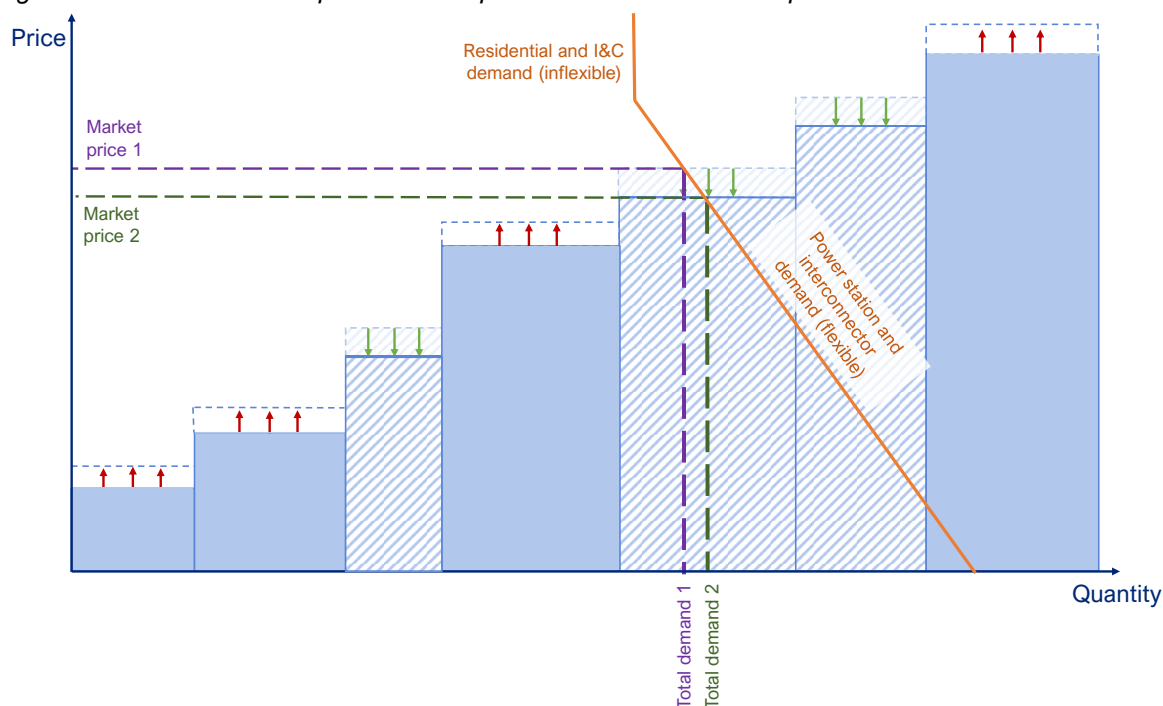 Price
Residential and I&C
demand (inflexible)
Market
price 1
Market
price 2
Power station and
interconnector
demand (flexible)
Quantity
Total demand 1
Total demand 2